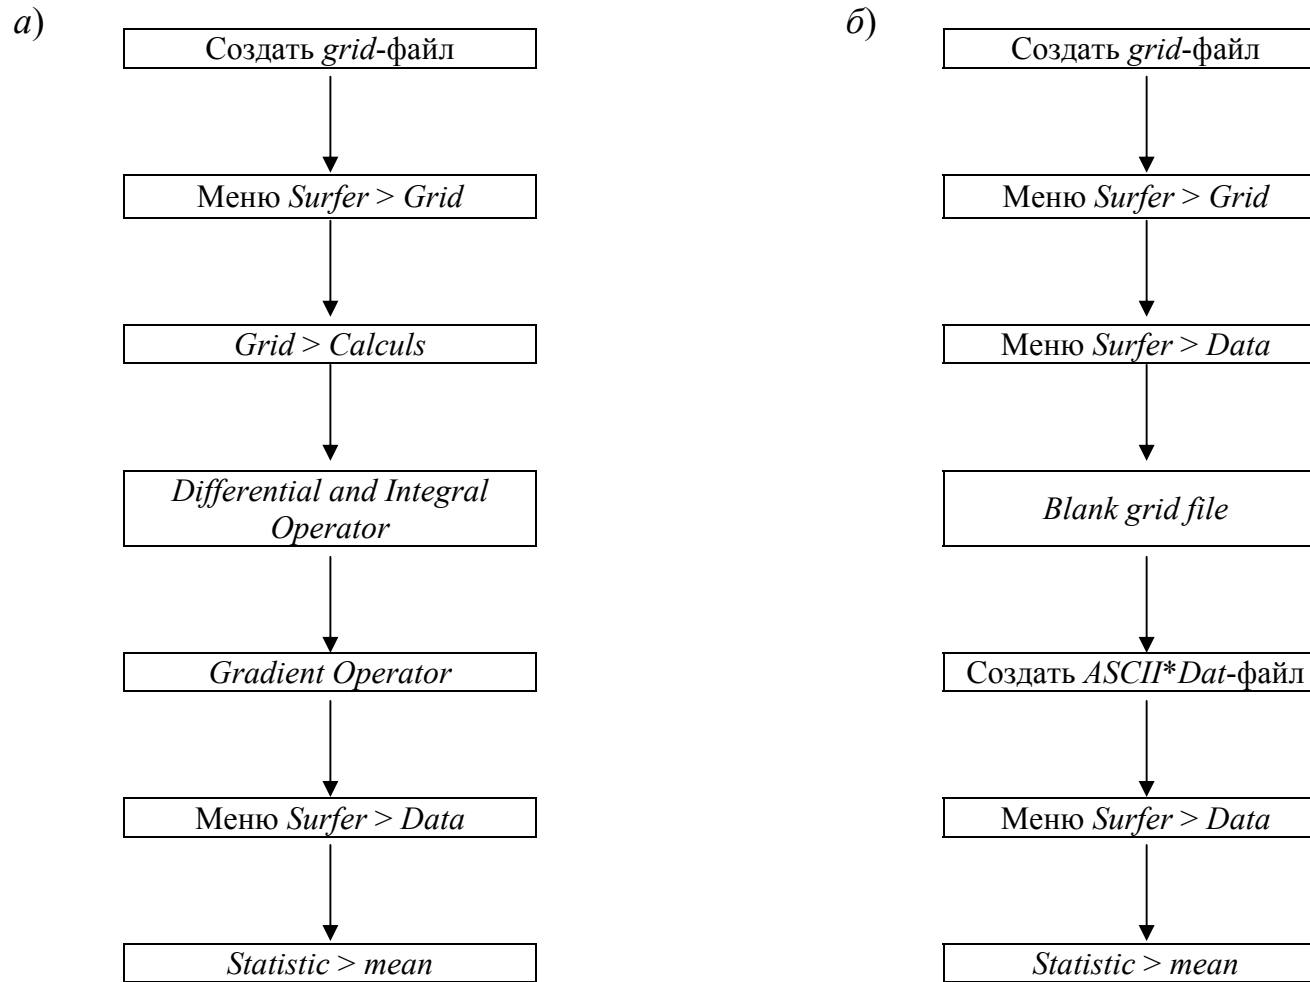 а)
Создать grid-файл
Меню Surfer > Grid
Grid > Calculs
Differential and Integral
Operator
Gradient Operator
Меню Surfer > Data
Statistic > mean
б)
Создать grid-файл
Меню Surfer > Grid
Меню Surfer > Data
Blank grid file
Создать ASCII*Dat-файл
Меню Surfer > Data
Statistic > mean